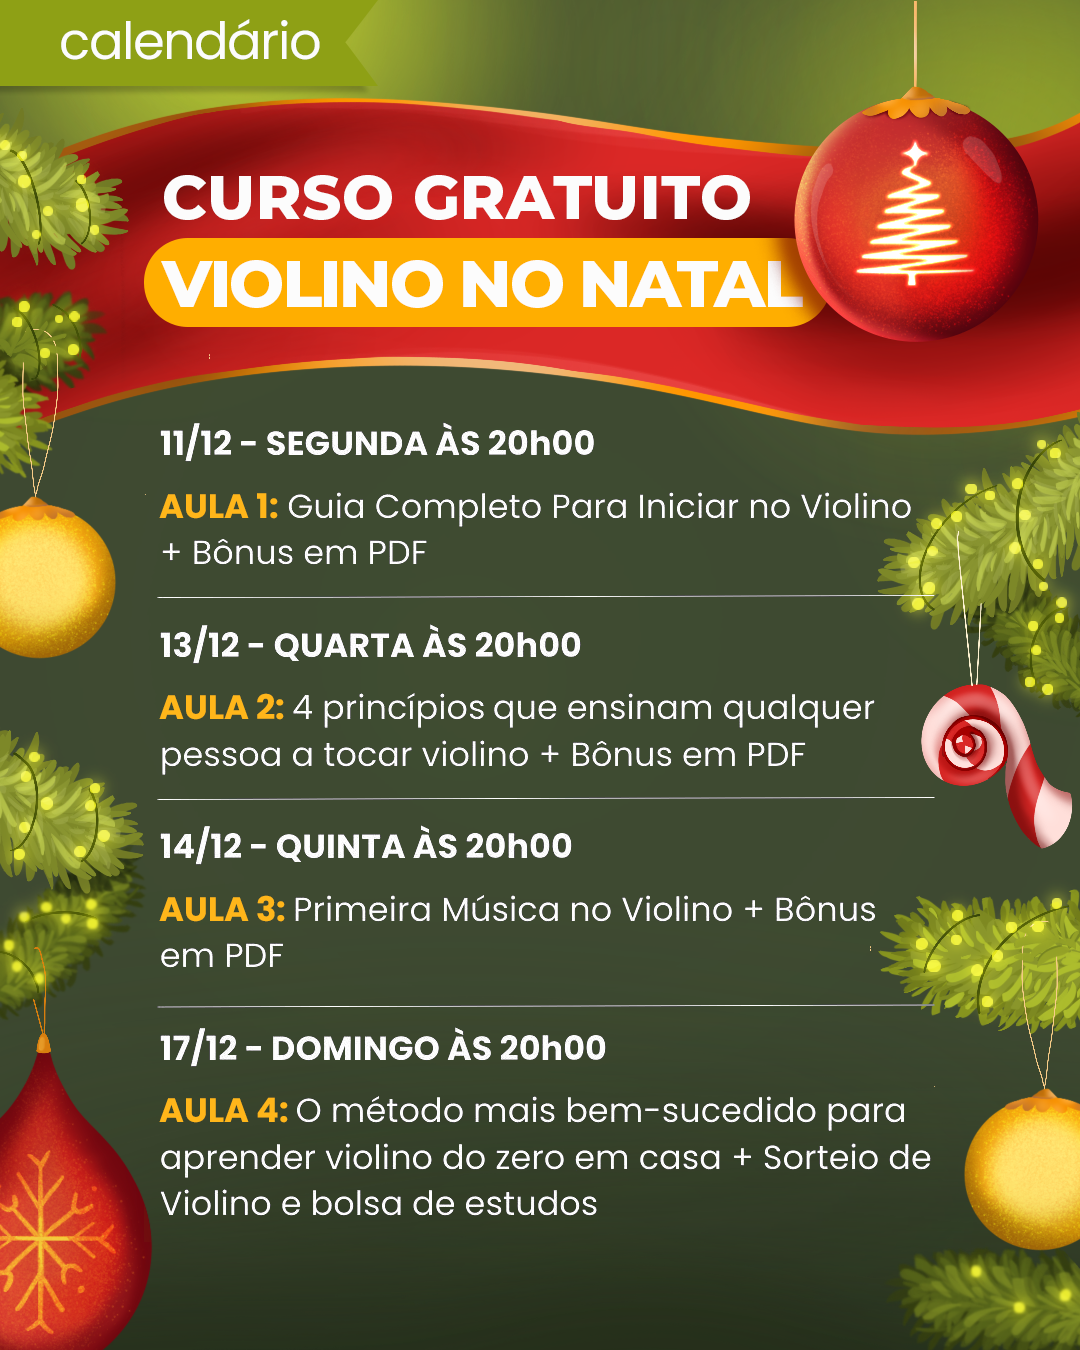 calendário
CURSO GRATUITO
VIOLINO NO NATAL
11/12 - SEGUNDA ÀS 20h00
AULA 1: Guia Completo Para Iniciar no Violino
+ Bônus em PDF
13/12 - QUARTA ÀS 20h00
AULA 2: 4 princípios que ensinam qualquer
pessoa a tocar violino + Bônus em PDF
14/12 - QUINTA ÀS 20h00
AULA 3: Primeira Música no Violino + Bônus
em PDF
17/12 - DOMINGO ÀS 20h00
AULA 4: O método mais bem-sucedido para
aprender violino do zero em casa + Sorteio de
Violino e bolsa de estudos